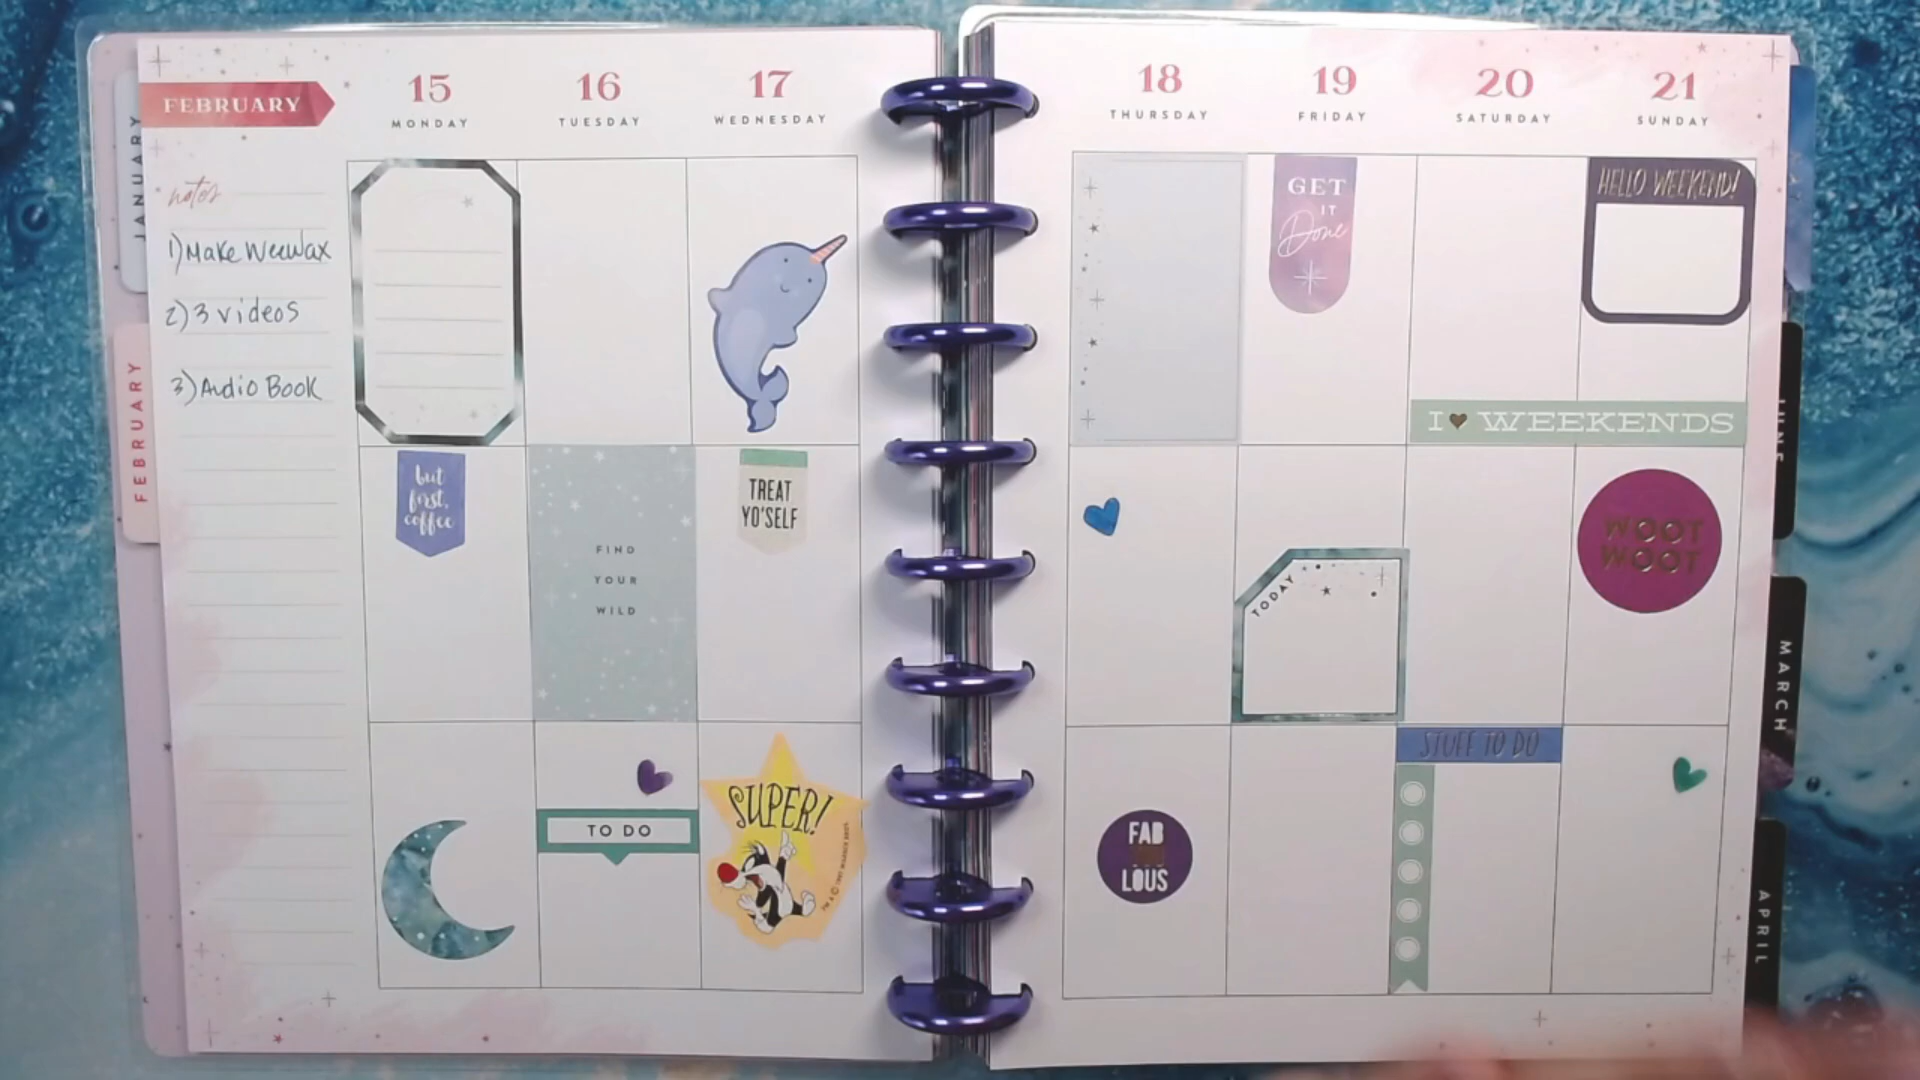 FEBRUARY
15
MONDAY
16
TUESDAY
17
WEDNESDAY
18
THURSDAY
19
FRIDAY
20
SATURDAY
21
SUNDAY
JANUARY
FEBRUARY
notes
1) Make WeeWax
2) 3 videos
3) Audio Book
but
first,
coffee
FIND
YOUR
WILD
TREAT
YO'SELF
TO DO
SUPER!
GET
IT
Done
HELLO WEEKEND!
I ♥ WEEKENDS
TODAY
WOOT
WOOT
FAB
LOUS
STUFF TO DO
JUNE
MARCH
APRIL